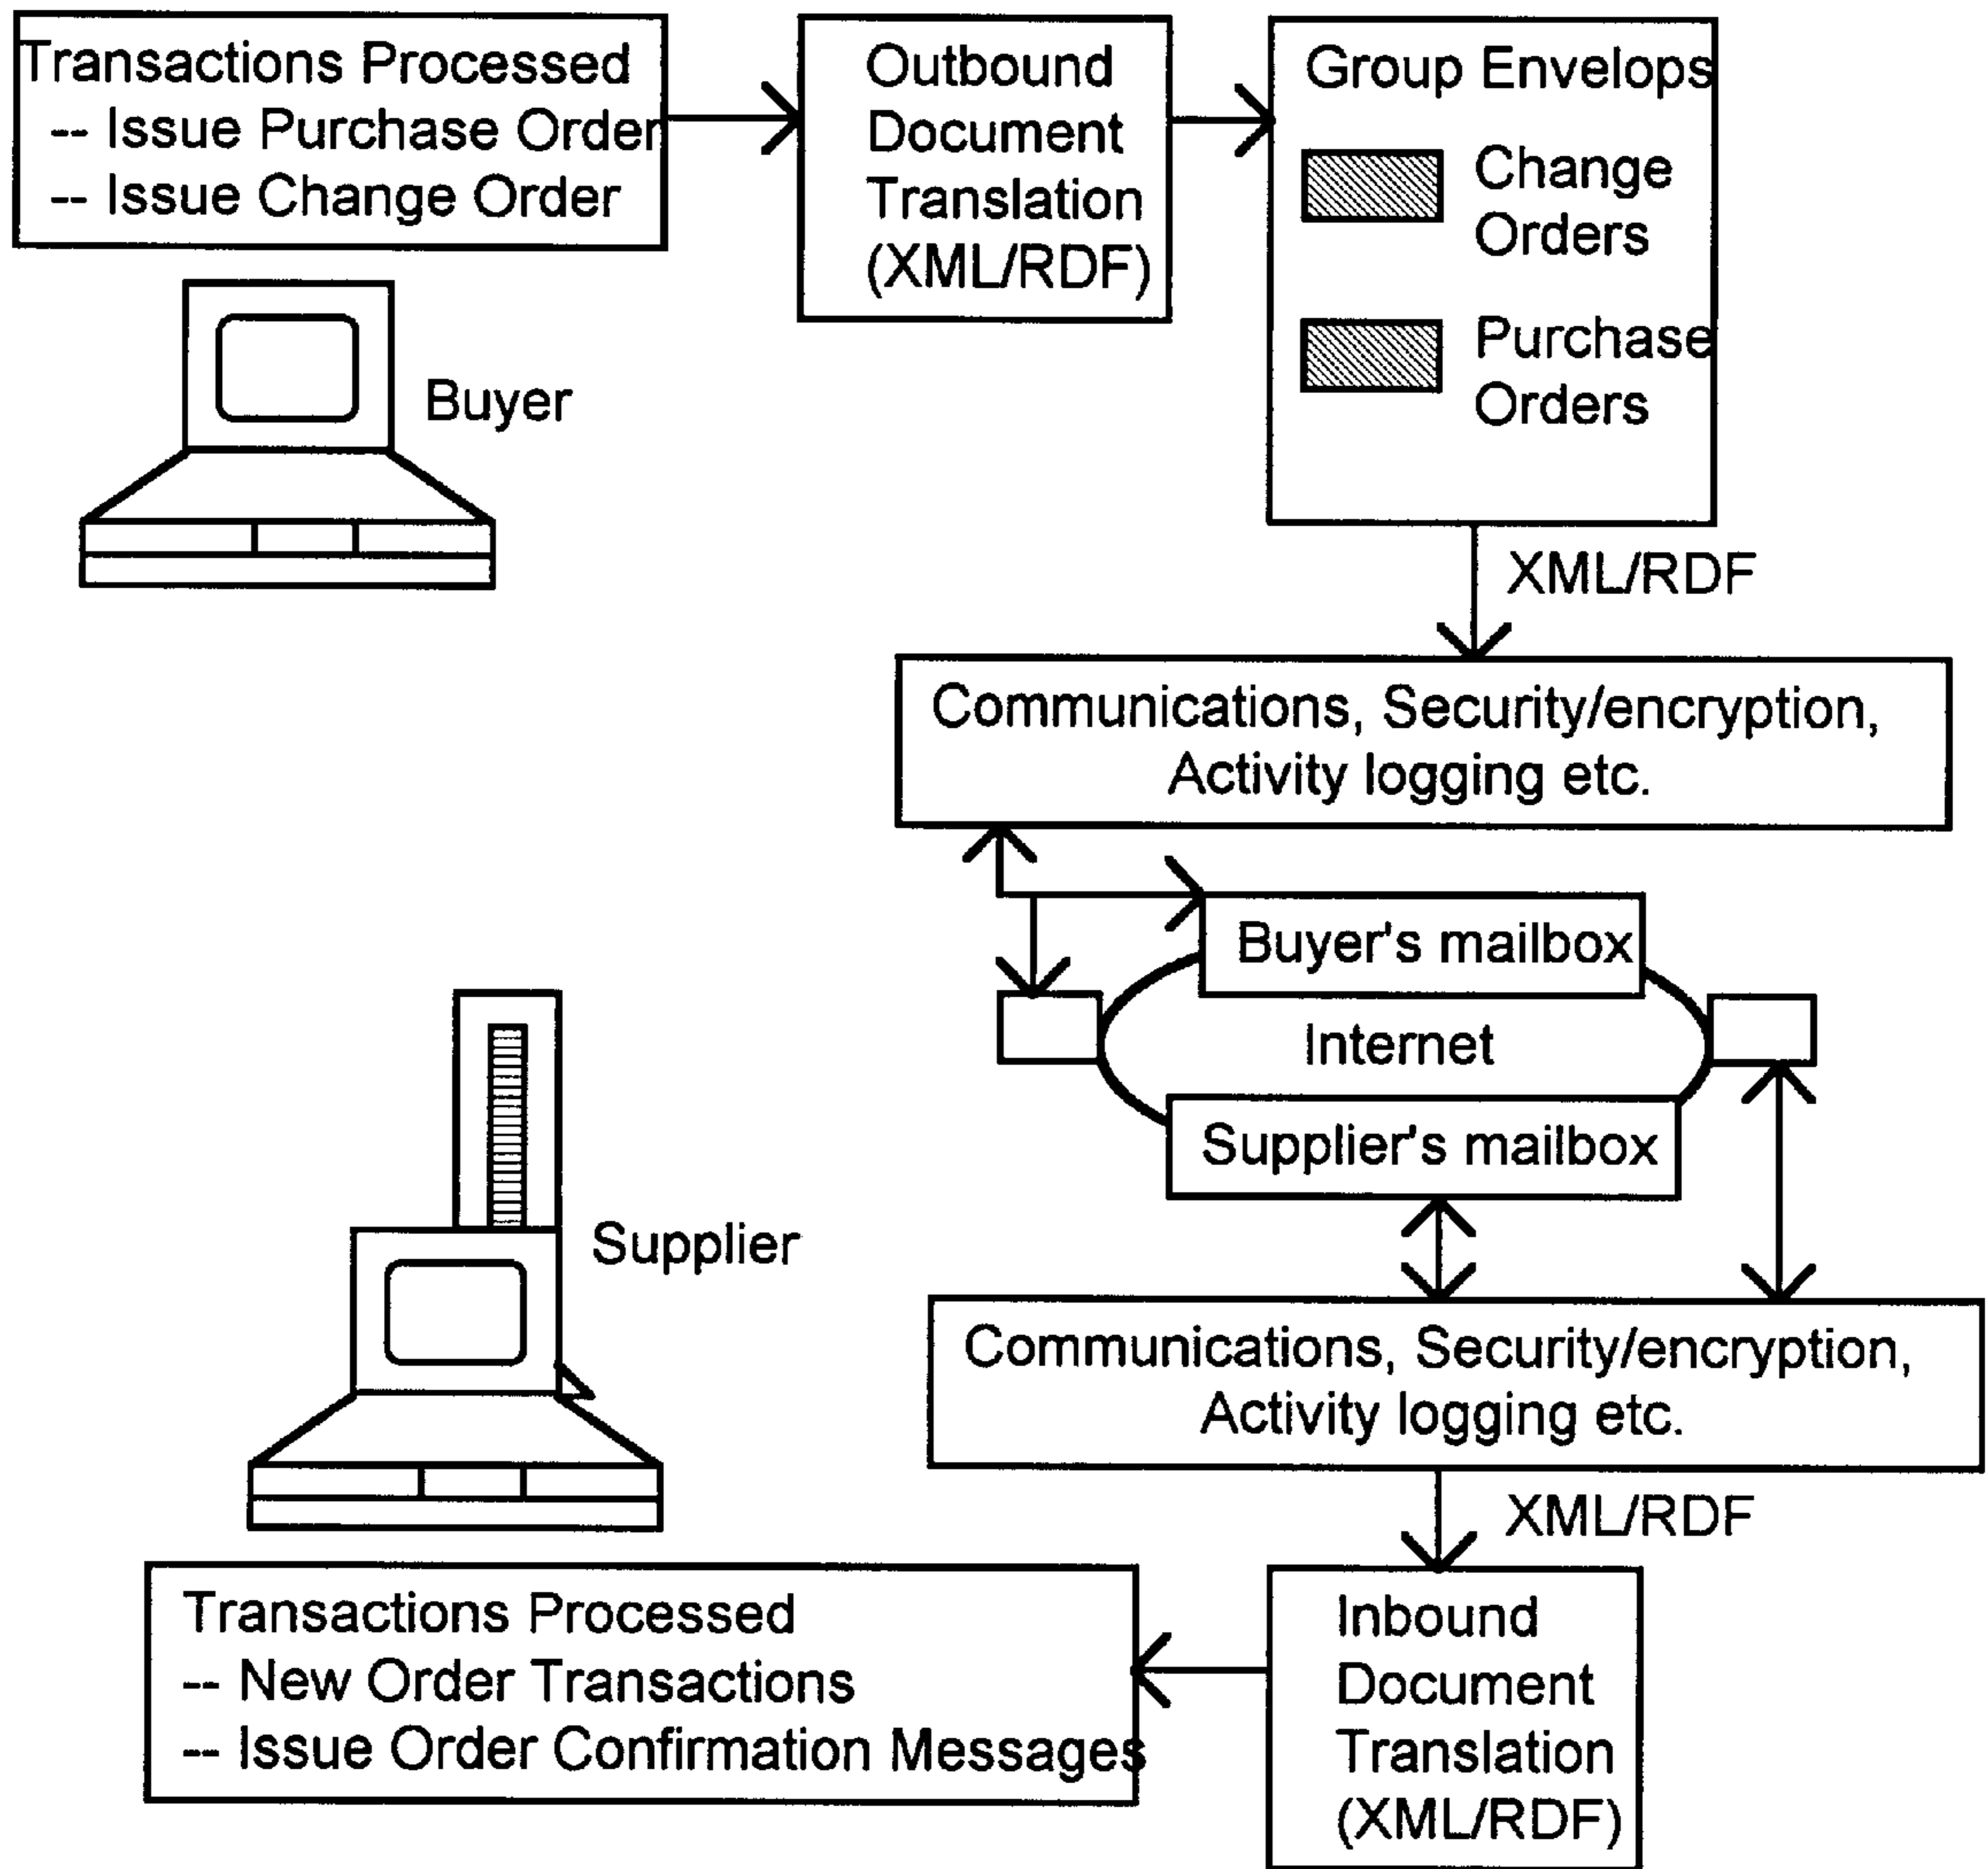 Transactions Processed
-- Issue Purchase Order
-- Issue Change Order
Outbound
Document
Translation
(XML/RDF)
Group Envelops
Change
Orders
Purchase
Orders
Buyer
XML/RDF
Communications, Security/encryption,
Activity logging etc.
Buyer's mailbox
Internet
Supplier's mailbox
Supplier
Communications, Security/encryption,
Activity logging etc.
XML/RDF
Transactions Processed
-- New Order Transactions
-- Issue Order Confirmation Messages
Inbound
Document
Translation
(XML/RDF)